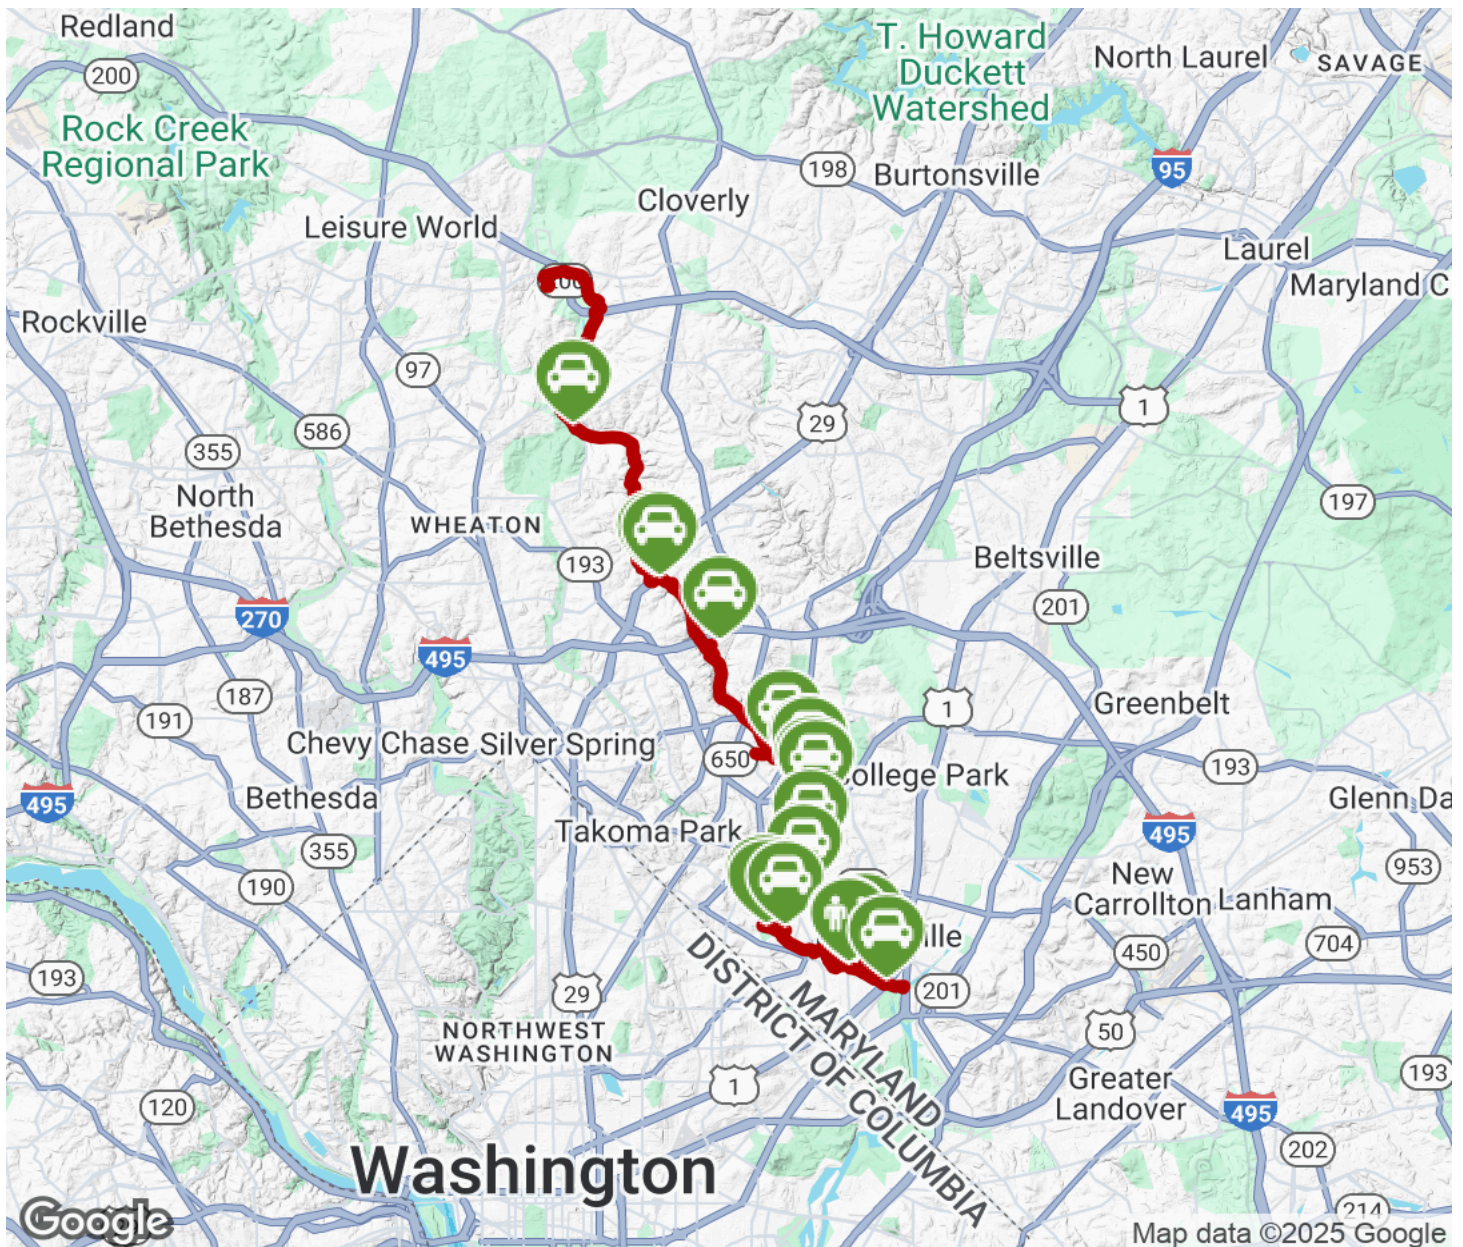 Redland
200
Rock Creek
Regional Park
T. Howard
Duckett
Watershed
North Laurel
SAVAGE
95
198
Burtonsville
Cloverly
Leisure World
Laurel
Maryland C
Rockville
97
29
1
586
355
North
Bethesda
WHEATON
193
197
Beltsville
201
270
495
187
191
Chevy Chase
Silver Spring
650
1
Greenbelt
ollege Park
193
495
Bethesda
Glenn Da
Takoma Park
495
355
190
953
New
Carrollton
Lanham
450
704
ille
193
29
201
DISTRICT OF COLUMBIA
MARYLAND
NORTHWEST
WASHINGTON
50
1
Greater
Landover
193
120
495
202
Washington
214
Google
Map data ©2025 Google